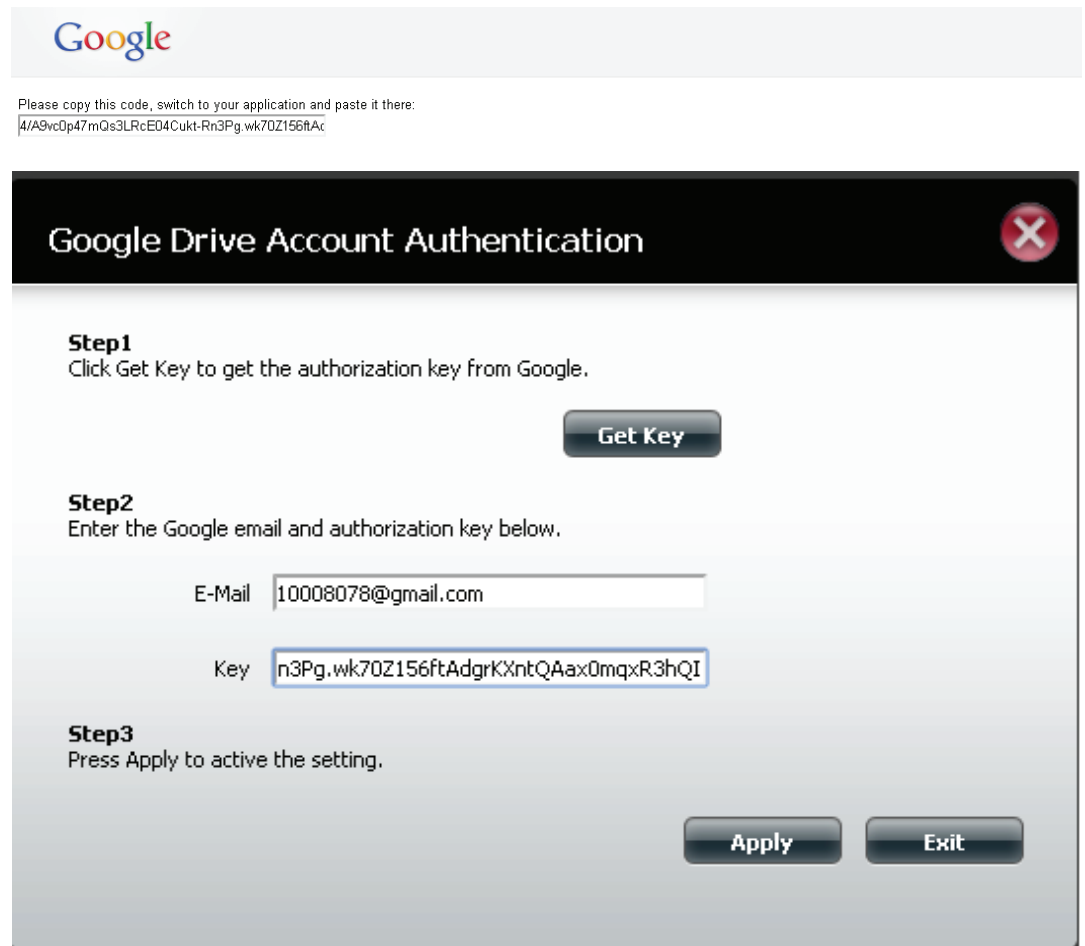 Google
Please copy this code, switch to your application and paste it there:
4/A9vc0p47mQs3LRcE04Cukt-Rn3Pg.wk70Z156ftAc
Google Drive Account Authentication
Step1
Click Get Key to get the authorization key from Google.
Get Key
Step2
Enter the Google email and authorization key below.
E-Mail 10008078@gmail.com
Key n3Pg.wk70Z156ftAdgrKXntQAax0mqxR3hQI
Step3
Press Apply to active the setting.
Apply Exit